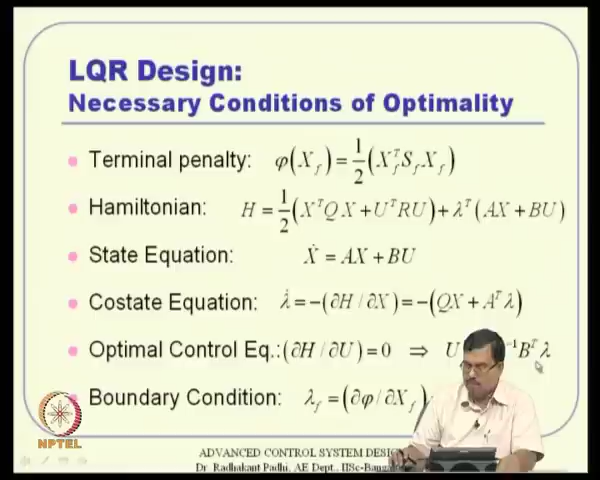 LQR Design:
Necessary Conditions of Optimality
Terminal penalty: φ(X_f) = 1/2 (X_f^T S_f X_f)
Hamiltonian: H = 1/2 (X^T Q X + U^T R U) + λ^T (AX + BU)
State Equation: Ẋ = AX + BU
Costate Equation: λ̇ = −(∂H / ∂X) = −(QX + A^T λ)
Optimal Control Eq.: (∂H / ∂U) = 0 ⇒ U ^{-1} B^T λ
Boundary Condition: λ_f = (∂φ / ∂X_f)
NPTEL
ADVANCED CONTROL SYSTEM DESIGN
Dr. Radhakant Padhi, AE Dept., IISc-